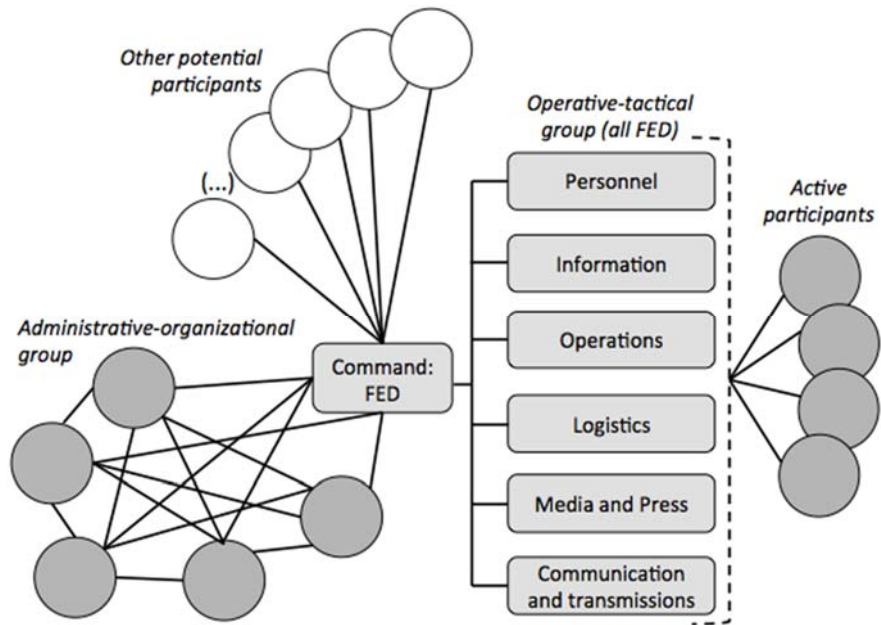 Other potential
participants
(...)
Administrative-organizational
group
Command:
FED
Operative-tactical
group (all FED)
Personnel
Information
Operations
Logistics
Media and Press
Communication
and transmissions
Active
participants